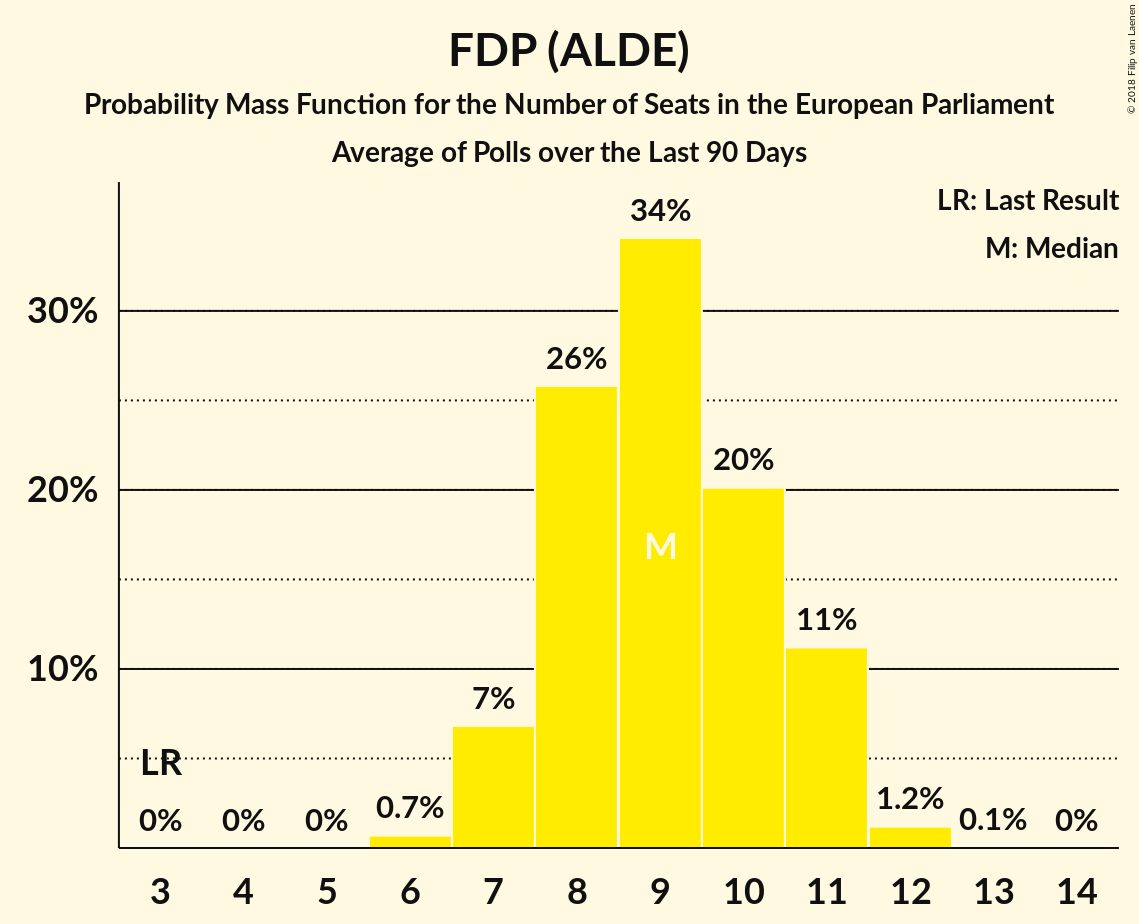 FDP (ALDE)
Probability Mass Function for the Number of Seats in the European Parliament
Average of Polls over the Last 90 Days
© 2018 Filip van Laenen
LR: Last Result
M: Median
34%
30%
26%
20%
20%
M
11%
10%
7%
LR
0% 0% 0% 0.7% 1.2% 0.1% 0%
3 4 5 6 7 8 9 10 11 12 13 14